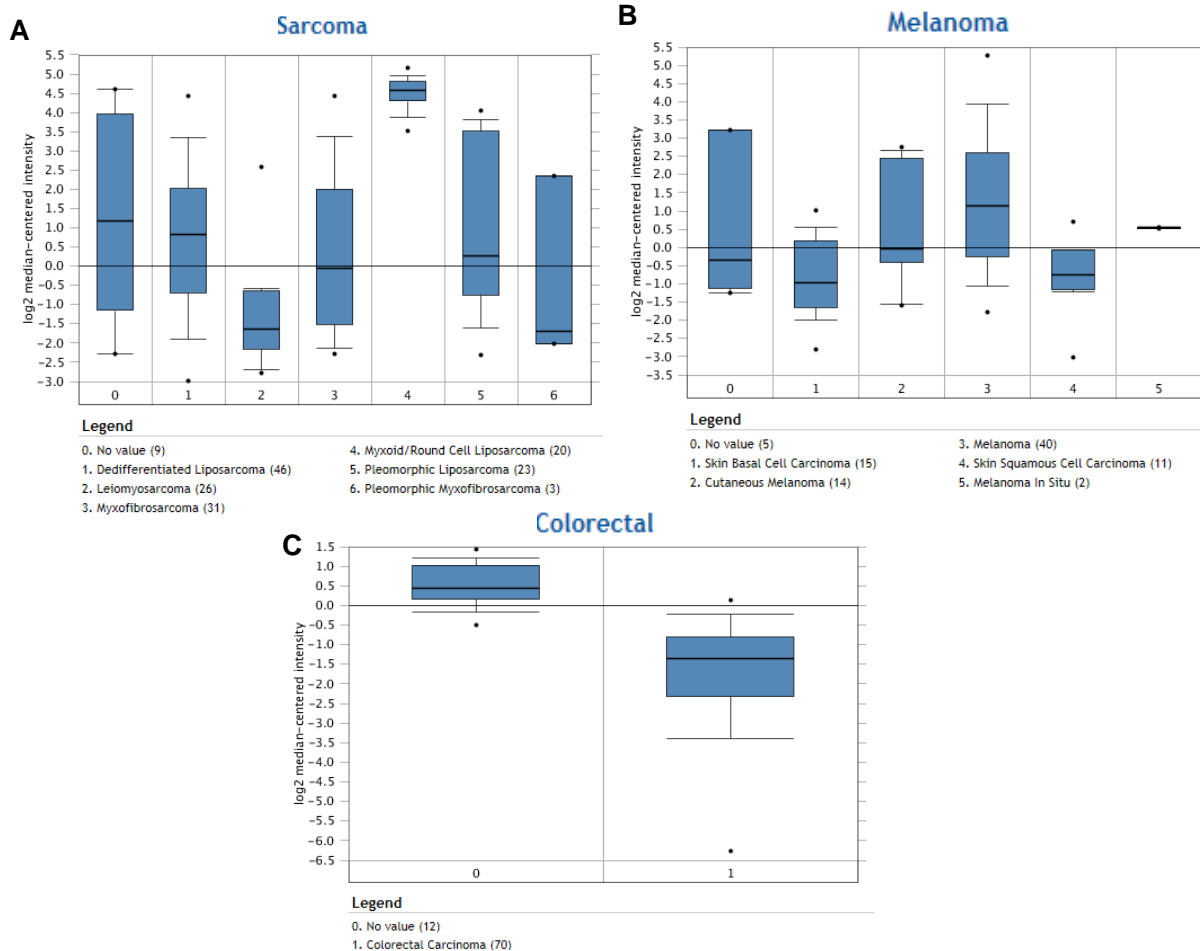 A
Sarcoma
log2 median-centered intensity
5.5
5.0
4.5
4.0
3.5
3.0
2.5
2.0
1.5
1.0
0.5
0.0
-0.5
-1.0
-1.5
-2.0
-2.5
-3.0
0 1 2 3 4 5 6
Legend
0. No value (9)
1. Dedifferentiated Liposarcoma (46)
2. Leiomyosarcoma (26)
3. Myxofibrosarcoma (31)
4. Myxoid/Round Cell Liposarcoma (20)
5. Pleomorphic Liposarcoma (23)
6. Pleomorphic Myxofibrosarcoma (3)
B
Melanoma
log2 median-centered intensity
5.5
5.0
4.5
4.0
3.5
3.0
2.5
2.0
1.5
1.0
0.5
0.0
-0.5
-1.0
-1.5
-2.0
-2.5
-3.0
-3.5
0 1 2 3 4 5
Legend
0. No value (5)
1. Skin Basal Cell Carcinoma (15)
2. Cutaneous Melanoma (14)
3. Melanoma (40)
4. Skin Squamous Cell Carcinoma (11)
5. Melanoma In Situ (2)
C
Colorectal
log2 median-centered intensity
1.5
1.0
0.5
0.0
-0.5
-1.0
-1.5
-2.0
-2.5
-3.0
-3.5
-4.0
-4.5
-5.0
-5.5
-6.0
-6.5
0 1
Legend
0. No value (12)
1. Colorectal Carcinoma (70)